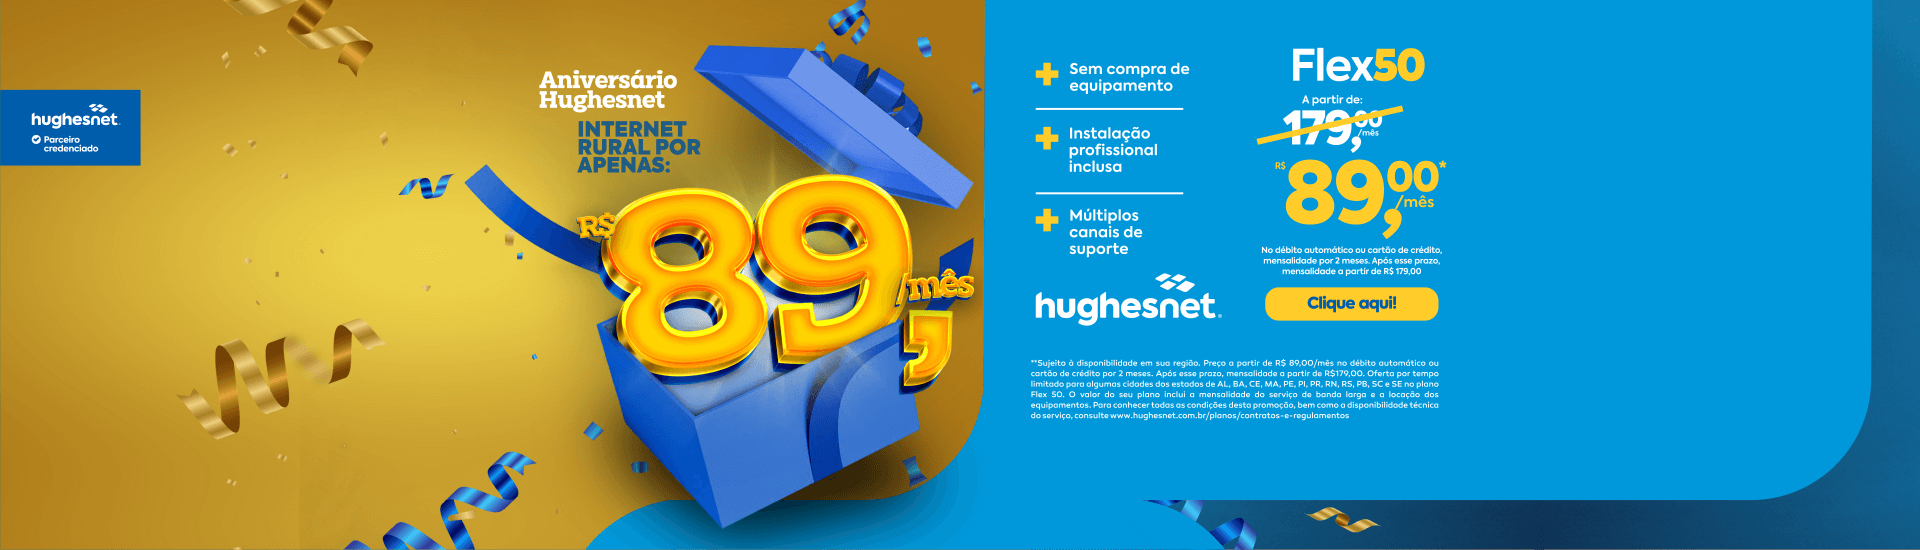 hughesnet.
Parceiro
credenciado
Aniversário
Hughesnet
INTERNET
RURAL POR
APENAS:
R$ 89, /mês
Sem compra de
equipamento
Instalação
profissional
inclusa
Múltiplos
canais de
suporte
hughesnet.
Flex50
A partir de:
179,00 /mês
R$ 89,00* /mês
No débito automático ou cartão de crédito,
mensalidade por 2 meses. Após esse prazo,
mensalidade a partir de R$ 179,00
Clique aqui!
**Sujeito à disponibilidade em sua região. Preço a partir de R$ 89,00/mês no débito automático ou
cartão de crédito por 2 meses. Após esse prazo, mensalidade a partir de R$179,00. Oferta por tempo
limitado para algumas cidades dos estados de AL, BA, CE, MA, PE, PI, PR, RN, RS, PB, SC e SE no plano
Flex 50. O valor do seu plano inclui a mensalidade do serviço de banda larga e a locação dos
equipamentos. Para conhecer todas as condições desta promoção, bem como a disponibilidade técnica
do serviço, consulte www.hughesnet.com.br/planos/contratos-e-regulamentos